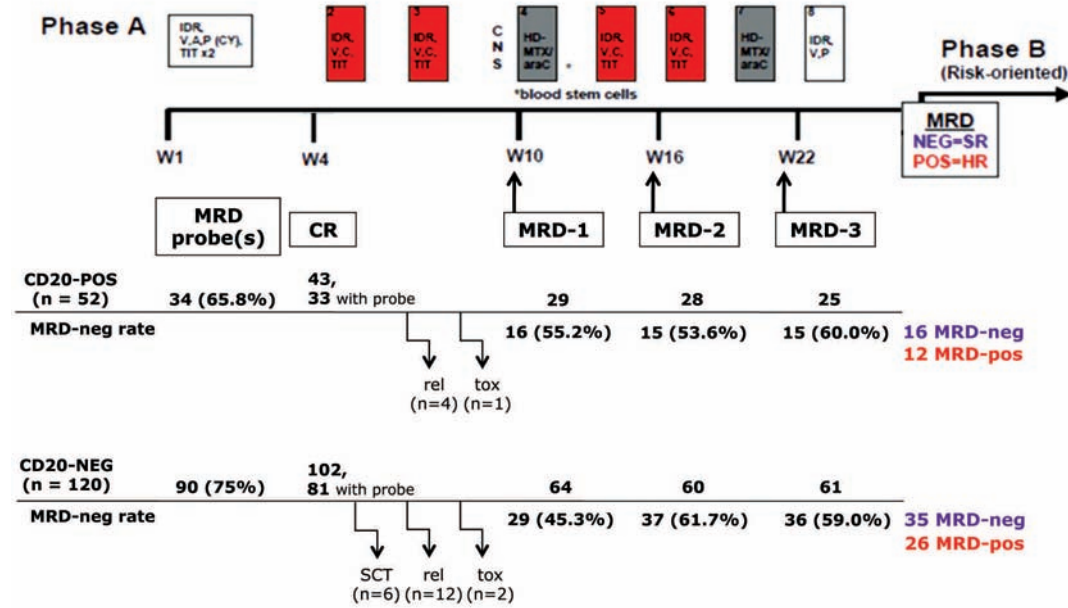 Phase A
IDR,
V,A,P (CY),
TIT x2
2
IDR,
V,C,
TIT
3
IDR,
V,C,
TIT
C
N
S
4
HD-
MTX/
araC
*
5
IDR,
V,C,
TIT
6
IDR,
V,C,
TIT
7
HD-
MTX/
araC
8
IDR,
V,P
*blood stem cells
Phase B
(Risk-oriented)
MRD
NEG=SR
POS=HR
W1 W4 W10 W16 W22
MRD
probe(s)
CR
MRD-1
MRD-2
MRD-3
CD20-POS
(n = 52) 34 (65.8%)
43,
33 with probe
29 28 25
MRD-neg rate 16 (55.2%) 15 (53.6%) 15 (60.0%)
16 MRD-neg
12 MRD-pos
rel
(n=4)
tox
(n=1)
CD20-NEG
(n = 120) 90 (75%)
102,
81 with probe
64 60 61
MRD-neg rate 29 (45.3%) 37 (61.7%) 36 (59.0%)
35 MRD-neg
26 MRD-pos
SCT
(n=6)
rel
(n=12)
tox
(n=2)